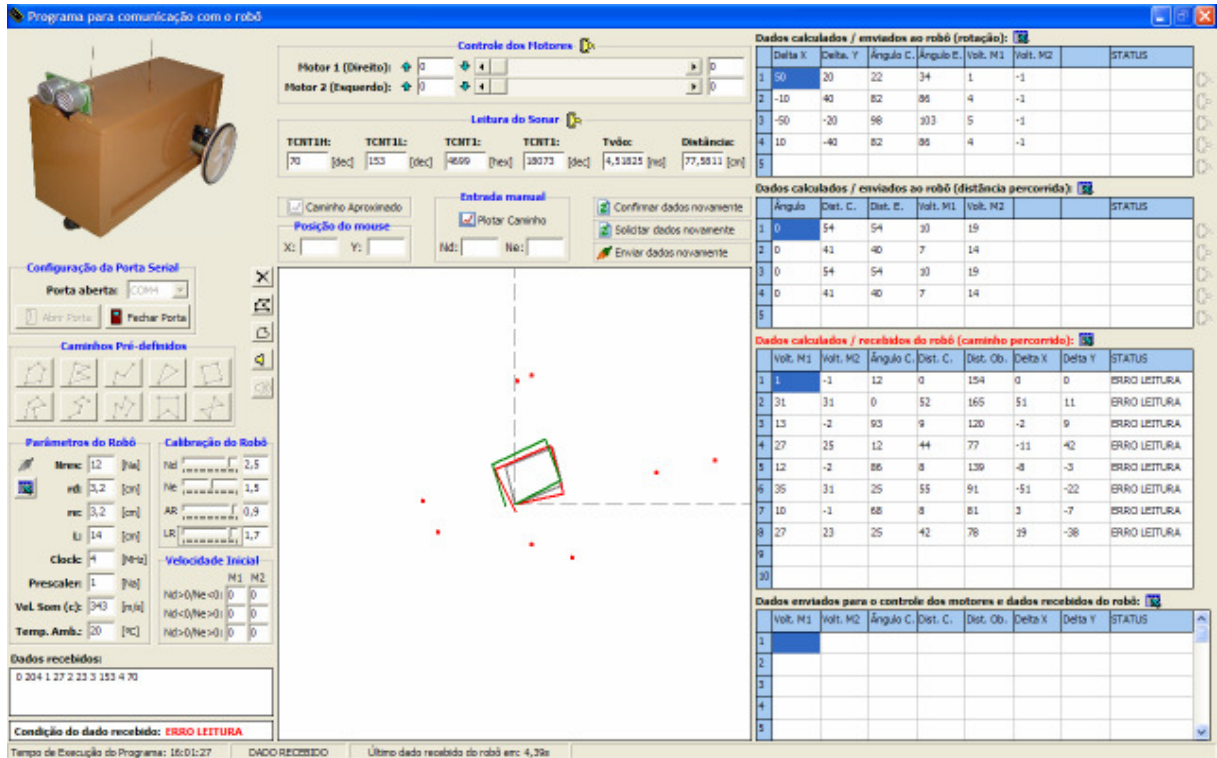 Programa para comunicação com o robô
Controle dos Motores
Motor 1 (Direito): 0 0
Motor 2 (Esquerdo): 0 0
Leitura do Sonar
TCNT1H: TCNT1L: TCNT1: TCNT1: Tvôo: Distância:
70 [dec] 153 [dec] 4699 [hex] 18073 [dec] 4,51825 [ms] 77,5811 [cm]
Caminho Aproximado
Posição do mouse
X: Y:
Entrada manual
Plotar Caminho
Nd: Ne:
Confirmar dados novamente
Solicitar dados novamente
Enviar dados novamente
Configuração da Porta Serial
Porta aberta: COM4
Abrir Porta Fechar Porta
Caminhos Pré-definidos
Parâmetros do Robô
Nres: 12 [Na]
rd: 3,2 [cm]
re: 3,2 [cm]
L: 14 [cm]
Clock: 4 [MHz]
Prescaler: 1 [Na]
Vel. Som (c): 343 [m/s]
Temp. Amb.: 20 [ºC]
Calibração do Robô
Nd 2,5
Ne 1,5
AR 0,9
LR 1,7
Velocidade Inicial
M1 M2
Nd>0/Ne<0: 0 0
Nd<0/Ne>0: 0 0
Nd>0/Ne>0: 0 0
Dados recebidos:
0 204 1 27 2 23 3 153 4 70
Condição do dado recebido: ERRO LEITURA
Tempo de Execução do Programa: 16:01:27 DADO RECEBIDO Último dado recebido do robô em: 4,39s
Dados calculados / enviados ao robô (rotação):
Delta X Delta. Y Ângulo C. Ângulo E. Volt. M1 Volt. M2 STATUS
1 50 20 22 34 1 -1
2 -10 40 82 86 4 -1
3 -50 -20 98 103 5 -1
4 10 -40 82 86 4 -1
5
Dados calculados / enviados ao robô (distância percorrida):
Ângulo Dist. C. Dist. E. Volt. M1 Volt. M2 STATUS
1 0 54 54 10 19
2 0 41 40 7 14
3 0 54 54 10 19
4 0 41 40 7 14
5
Dados calculados / recebidos do robô (caminho percorrido):
Volt. M1 Volt. M2 Ângulo C. Dist. C. Dist. Ob. Delta X Delta Y STATUS
1 1 -1 12 0 154 0 0 ERRO LEITURA
2 31 31 0 52 165 51 11 ERRO LEITURA
3 13 -2 93 9 120 -2 9 ERRO LEITURA
4 27 25 12 44 77 -11 42 ERRO LEITURA
5 12 -2 86 8 139 -8 -3 ERRO LEITURA
6 35 31 25 55 91 -51 -22 ERRO LEITURA
7 10 -1 68 8 81 3 -7 ERRO LEITURA
8 27 23 25 42 78 19 -38 ERRO LEITURA
9
10
Dados enviados para o controle dos motores e dados recebidos do robô:
Volt. M1 Volt. M2 Ângulo C. Dist. C. Dist. Ob. Delta X Delta Y STATUS
1
2
3
4
5